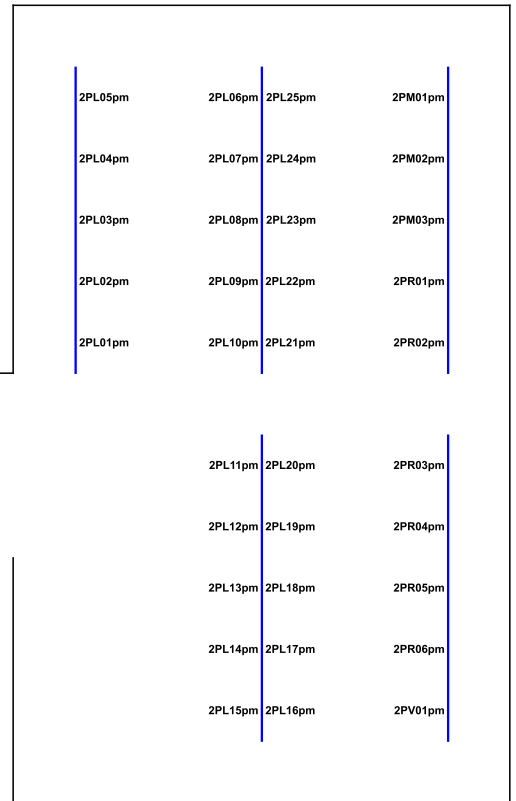 2PL05pm 2PL06pm 2PL25pm 2PM01pm
2PL04pm 2PL07pm 2PL24pm 2PM02pm
2PL03pm 2PL08pm 2PL23pm 2PM03pm
2PL02pm 2PL09pm 2PL22pm 2PR01pm
2PL01pm 2PL10pm 2PL21pm 2PR02pm
2PL11pm 2PL20pm 2PR03pm
2PL12pm 2PL19pm 2PR04pm
2PL13pm 2PL18pm 2PR05pm
2PL14pm 2PL17pm 2PR06pm
2PL15pm 2PL16pm 2PV01pm